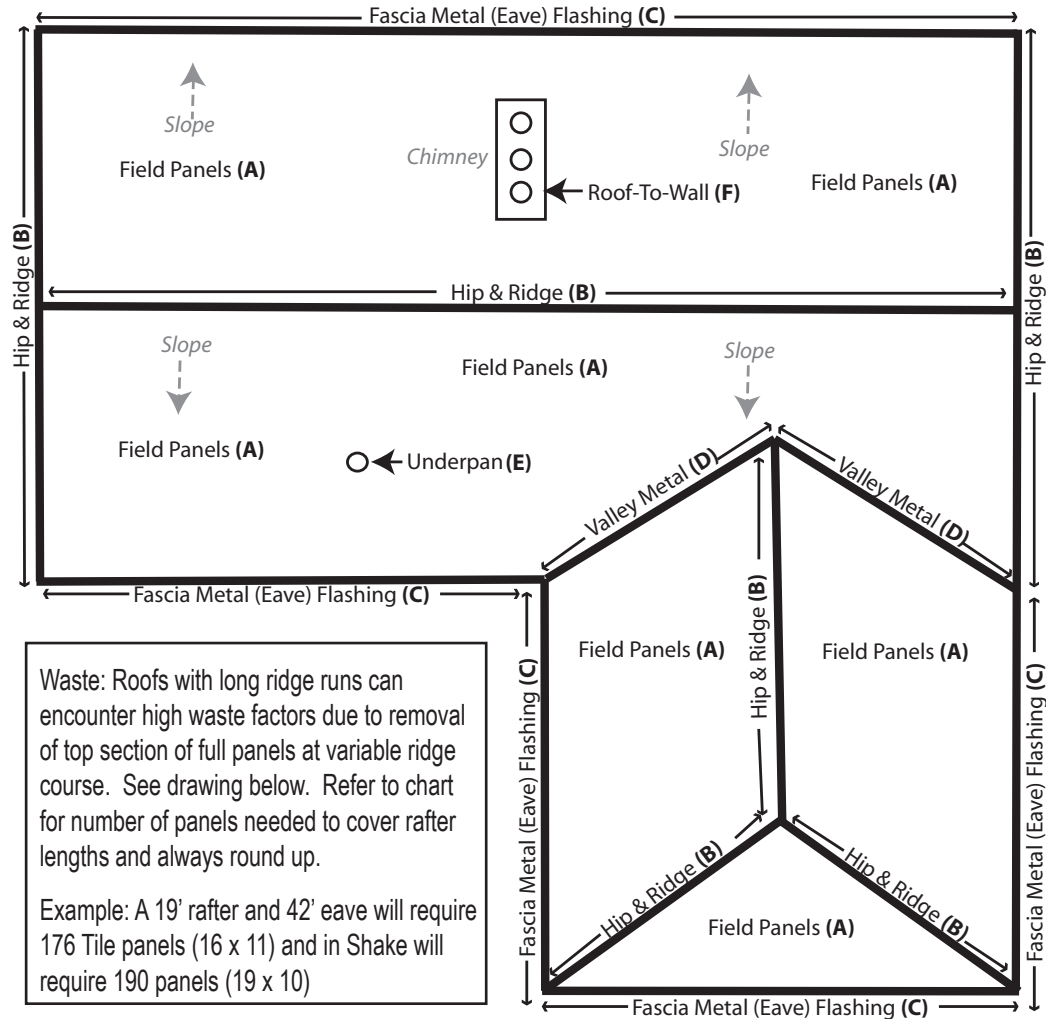 Fascia Metal (Eave) Flashing (C)
Slope
Field Panels (A)
Chimney
Roof-To-Wall (F)
Slope
Field Panels (A)
Hip & Ridge (B)
Hip & Ridge (B)
Hip & Ridge (B)
Slope
Field Panels (A)
Slope
Field Panels (A)
Underpan (E)
Valley Metal (D)
Valley Metal (D)
Fascia Metal (Eave) Flashing (C)
Hip & Ridge (B)
Field Panels (A)
Field Panels (A)
Fascia Metal (Eave) Flashing (C)
Fascia Metal (Eave) Flashing (C)
Waste: Roofs with long ridge runs can
encounter high waste factors due to removal
of top section of full panels at variable ridge
course. See drawing below. Refer to chart
for number of panels needed to cover rafter
lengths and always round up.
Example: A 19’ rafter and 42’ eave will require
176 Tile panels (16 x 11) and in Shake will
require 190 panels (19 x 10)
Hip & Ridge (B)
Hip & Ridge (B)
Field Panels (A)
Fascia Metal (Eave) Flashing (C)